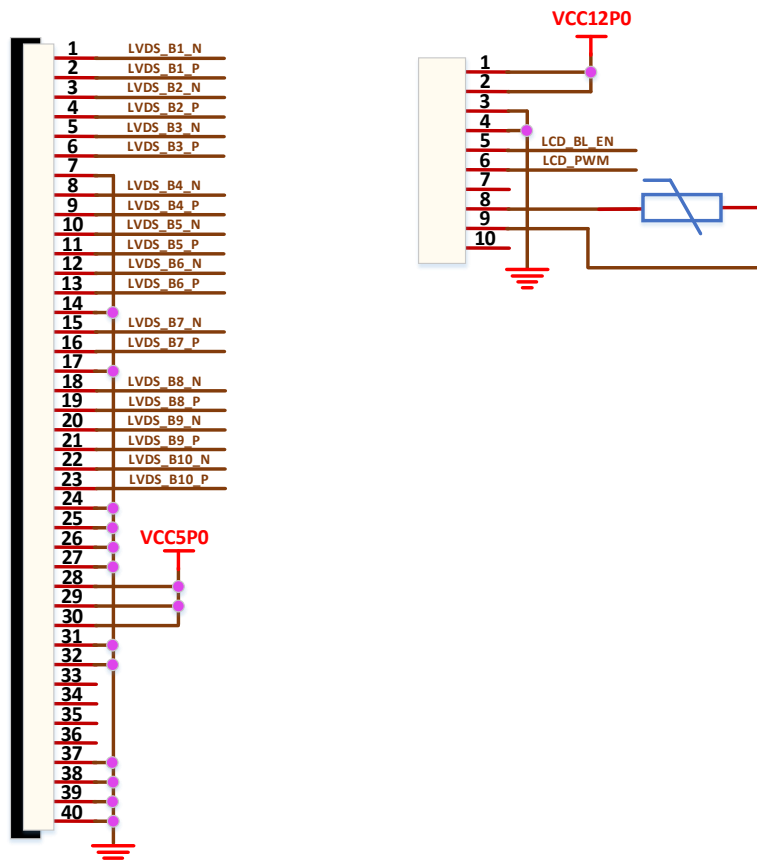 VCC12P0
1 LVDS_B1_N
2 LVDS_B1_P
3 LVDS_B2_N
4 LVDS_B2_P
5 LVDS_B3_N
6 LVDS_B3_P
7
8 LVDS_B4_N
9 LVDS_B4_P
10 LVDS_B5_N
11 LVDS_B5_P
12 LVDS_B6_N
13 LVDS_B6_P
14
15 LVDS_B7_N
16 LVDS_B7_P
17
18 LVDS_B8_N
19 LVDS_B8_P
20 LVDS_B9_N
21 LVDS_B9_P
22 LVDS_B10_N
23 LVDS_B10_P
24
25
26
VCC5P0
27
28
29
30
31
32
33
34
35
36
37
38
39
40
1
2
3
4
5 LCD_BL_EN
6 LCD_PWM
7
8
9
10